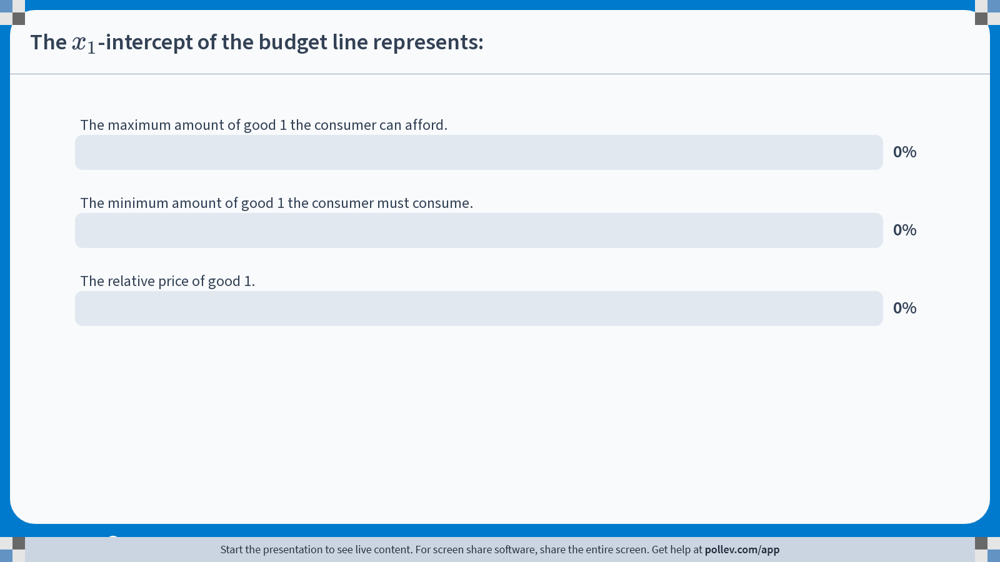 The x₁-intercept of the budget line represents:
The maximum amount of good 1 the consumer can afford.
0%
The minimum amount of good 1 the consumer must consume.
0%
The relative price of good 1.
0%
Start the presentation to see live content. For screen share software, share the entire screen. Get help at pollev.com/app